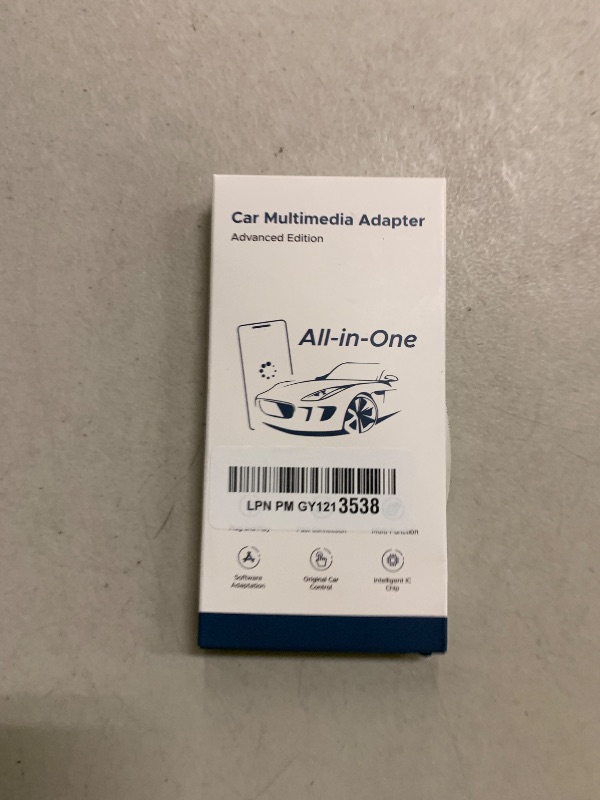 Car Multimedia Adapter
Advanced Edition
All-in-One
LPN PM GY1213538
Software
Adaptation
Original Car
Control
Intelligent IC
Chip